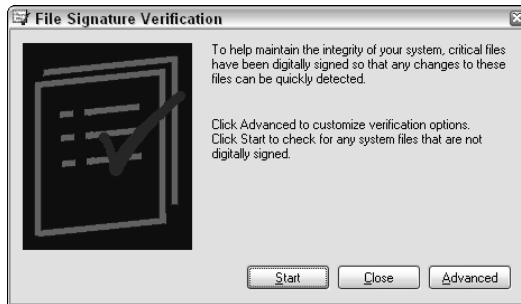 File Signature Verification
To help maintain the integrity of your system, critical files
have been digitally signed so that any changes to these
files can be quickly detected.
Click Advanced to customize verification options.
Click Start to check for any system files that are not
digitally signed.
Start Close Advanced